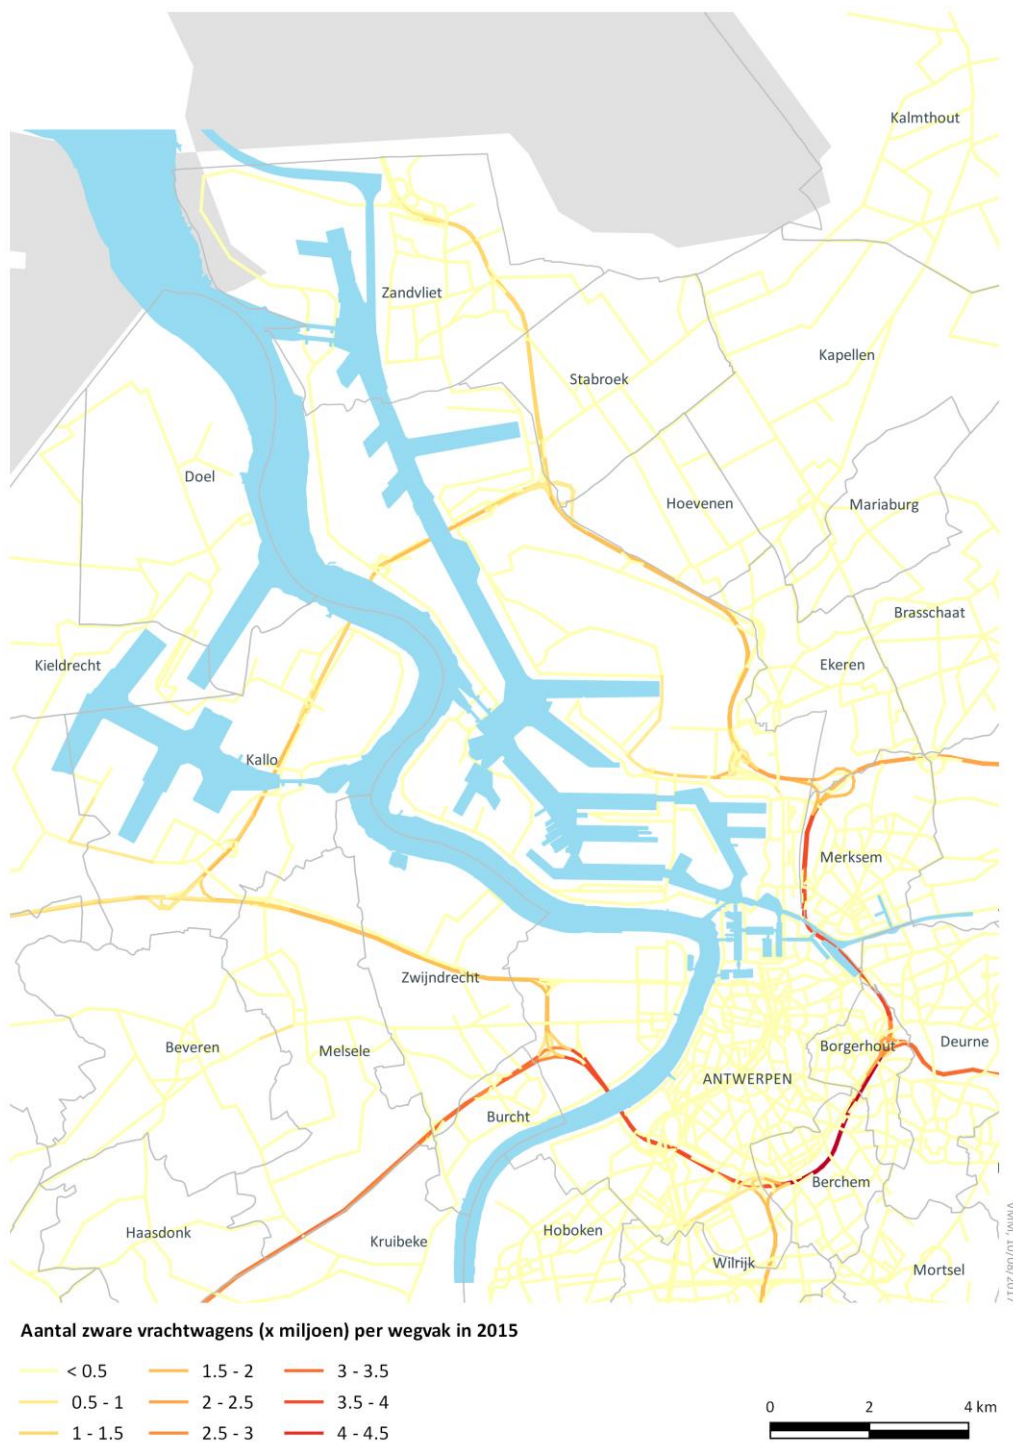 Kalmthout
Zandvliet
Kapellen
Stabroek
Doel
Hoevenen
Mariaburg
Brasschaat
Kieldrecht
Ekeren
Kallo
Merksem
Zwijndrecht
Beveren
Melsele
Borgerhout
Deurne
ANTWERPEN
Burcht
Berchem
Haasdonk
Kruibeke
Hoboken
Wilrijk
Mortsel
Aantal zware vrachtwagens (x miljoen) per wegvak in 2015
< 0.5
1.5 - 2
3 - 3.5
0.5 - 1
2 - 2.5
3.5 - 4
1 - 1.5
2.5 - 3
4 - 4.5
0
2
4 km